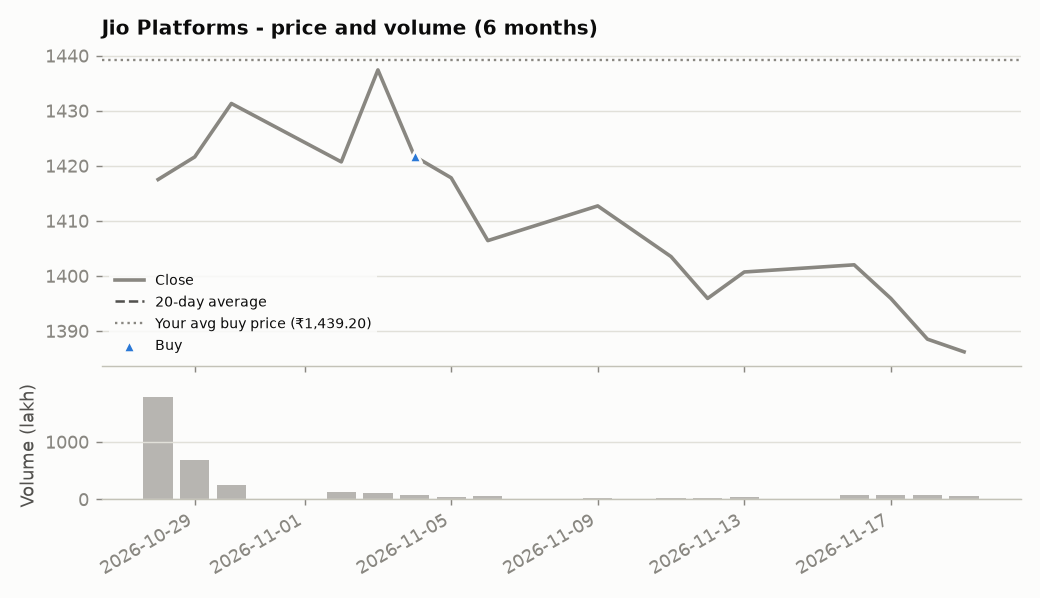 Jio Platforms - price and volume (6 months)
1440
1430
1420
1410
1400
1390
Close
20-day average
Your avg buy price (₹1,439.20)
Buy
Volume (lakh)
1000
0
2026-10-29
2026-11-01
2026-11-05
2026-11-09
2026-11-13
2026-11-17